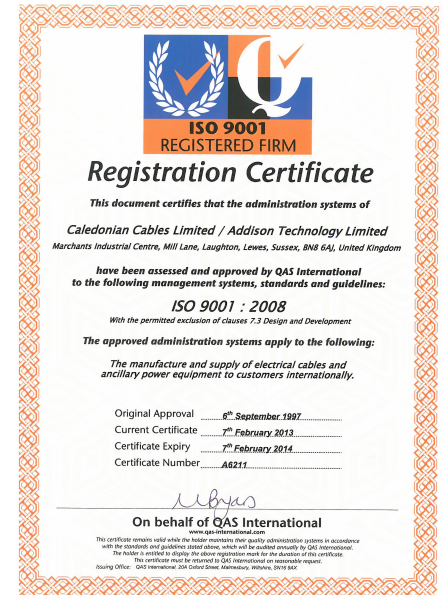 Q
ISO 9001
REGISTERED FIRM
Registration Certificate
This document certifies that the administration systems of
Caledonian Cables Limited / Addison Technology Limited
Marchants Industrial Centre, Mill Lane, Laughton, Lewes, Sussex, BN8 6AJ, United Kingdom
have been assessed and approved by QAS International
to the following management systems, standards and guidelines:
ISO 9001 : 2008
With the permitted exclusion of clauses 7.3 Design and Development
The approved administration systems apply to the following:
The manufacture and supply of electrical cables and
ancillary power equipment to customers internationally.
Original Approval 6th September 1997
Current Certificate 7th February 2013
Certificate Expiry 7th February 2014
Certificate Number A6211
On behalf of QAS International
www.qas-international.com
This certificate remains valid while the holder maintains their quality administration systems in accordance
with the standards and guidelines stated above, which will be audited annually by QAS International.
The holder is entitled to display the above registration mark for the duration of this certificate.
This certificate must be returned to QAS International on reasonable request.
Issuing Office: QAS International, 20A Oxford Street, Malmesbury, Wiltshire, SN16 9AX